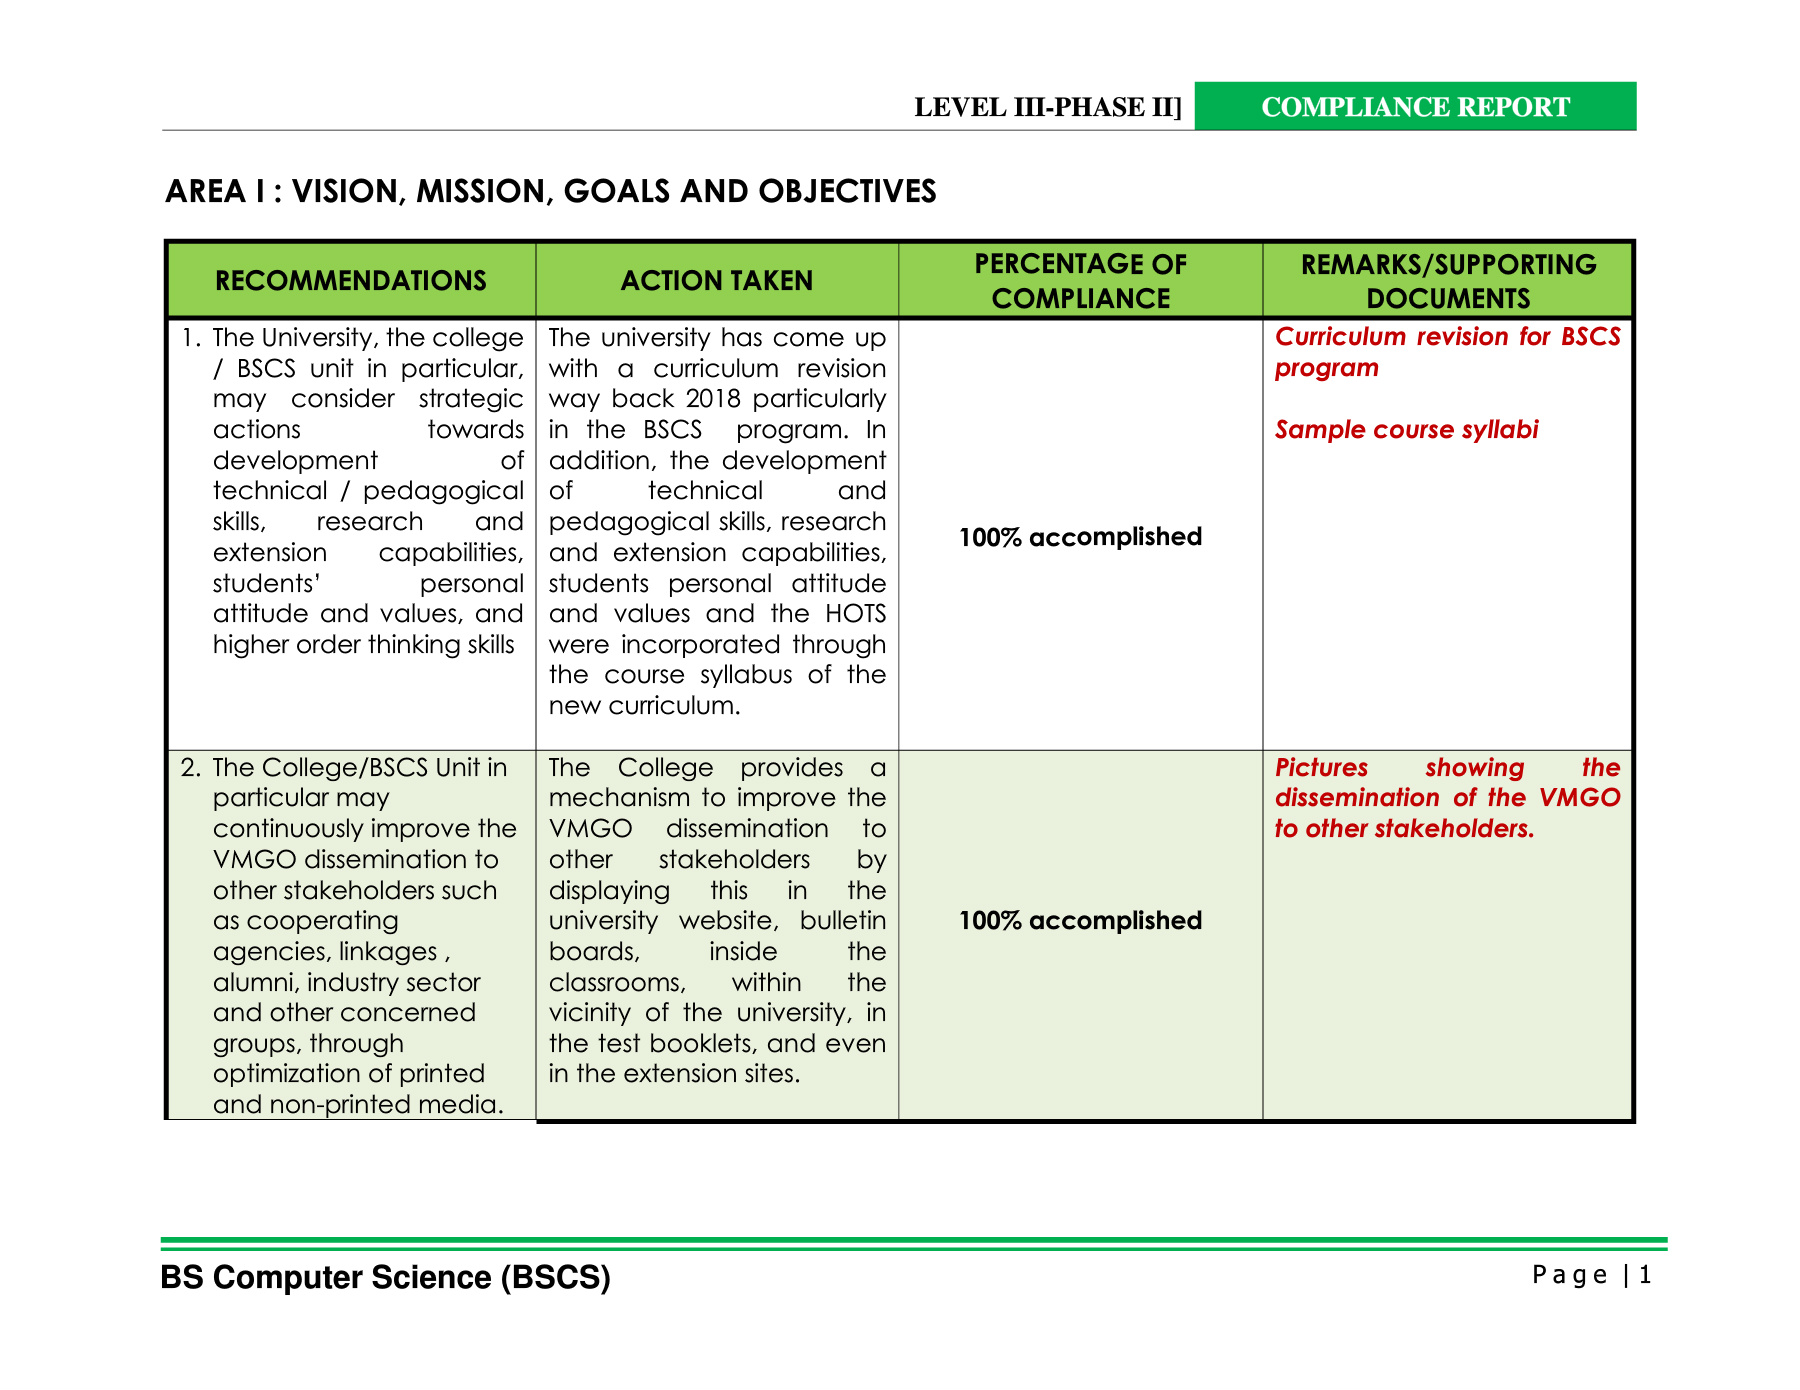 LEVEL III-PHASE II] COMPLIANCE REPORT
AREA I : VISION, MISSION, GOALS AND OBJECTIVES
RECOMMENDATIONS
ACTION TAKEN
PERCENTAGE OF
COMPLIANCE
REMARKS/SUPPORTING
DOCUMENTS
1. The University, the college
/ BSCS unit in particular,
may consider strategic
actions towards
development of
technical / pedagogical
skills, research and
extension capabilities,
students’ personal
attitude and values, and
higher order thinking skills
The university has come up
with a curriculum revision
way back 2018 particularly
in the BSCS program. In
addition, the development
of technical and
pedagogical skills, research
and extension capabilities,
students personal attitude
and values and the HOTS
were incorporated through
the course syllabus of the
new curriculum.
100% accomplished
Curriculum revision for BSCS
program
Sample course syllabi
2. The College/BSCS Unit in
particular may
continuously improve the
VMGO dissemination to
other stakeholders such
as cooperating
agencies, linkages ,
alumni, industry sector
and other concerned
groups, through
optimization of printed
and non-printed media.
The College provides a
mechanism to improve the
VMGO dissemination to
other stakeholders by
displaying this in the
university website, bulletin
boards, inside the
classrooms, within the
vicinity of the university, in
the test booklets, and even
in the extension sites.
100% accomplished
Pictures showing the
dissemination of the VMGO
to other stakeholders.
BS Computer Science (BSCS)
Page | 1